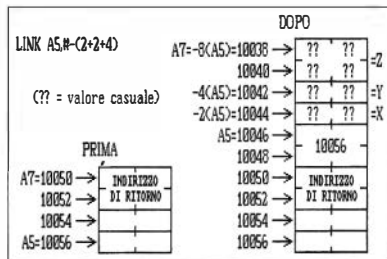 DOPO
LINK A5,#-(2+2+4)
A7=-8(A5)=10038 → ?? ?? =Z
10040 → ?? ??
(?? = valore casuale)
-4(A5)=10042 → ?? ?? =Y
-2(A5)=10044 → ?? ?? =X
A5=10046 → 10056
10048 →
PRIMA
A7=10050 → INDIRIZZO
10052 → DI RITORNO
10054 →
A5=10056 →
10050 → INDIRIZZO
10052 → DI RITORNO
10054 →
10056 →